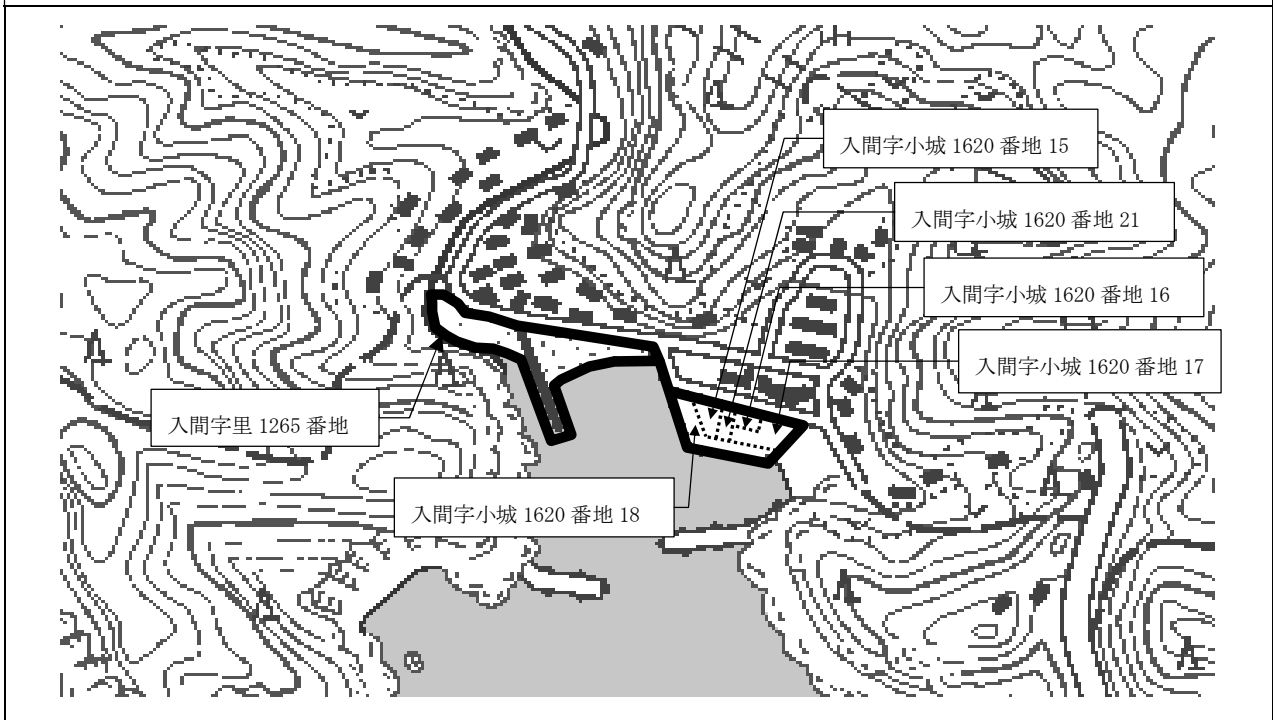 入間字小城 1620 番地 15
入間字小城 1620 番地 21
入間字小城 1620 番地 16
入間字小城 1620 番地 17
入間字里 1265 番地
入間字小城 1620 番地 18